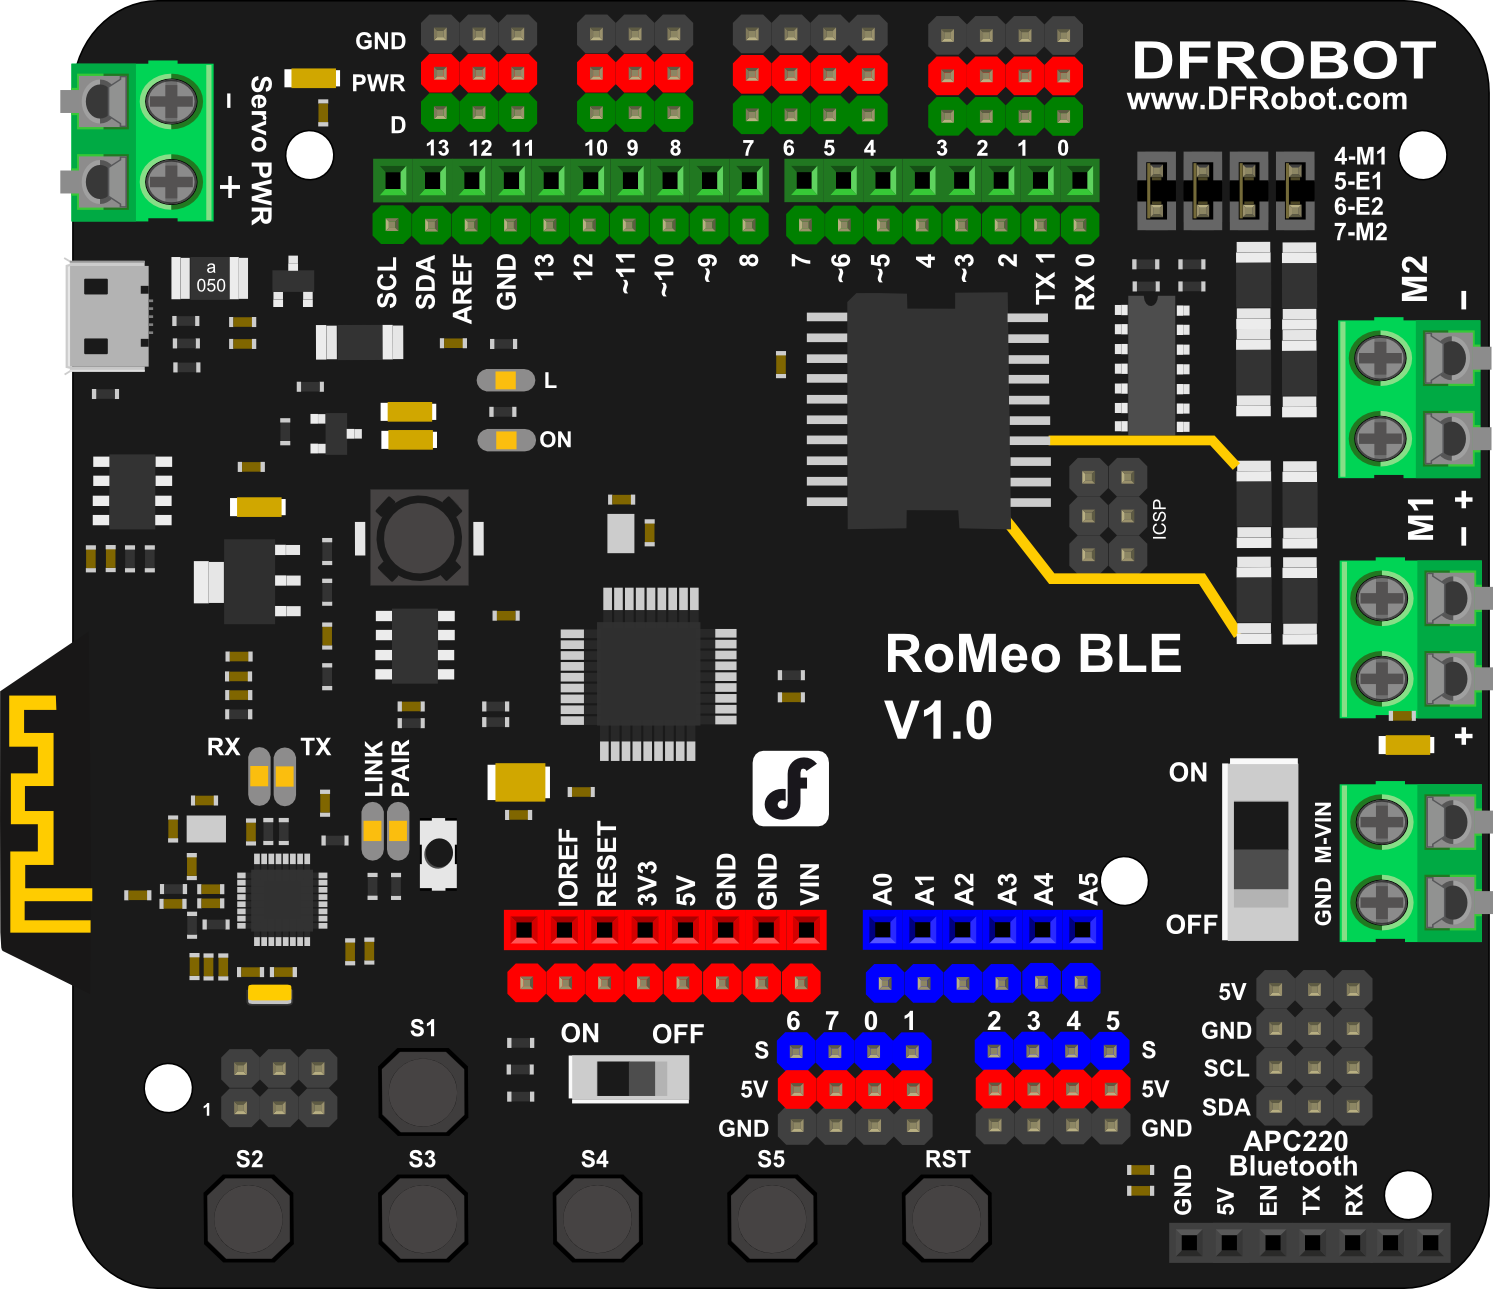 GND
PWR
D
DFROBOT
www.DFRobot.com
Servo PWR
-
+
13 12 11 10 9 8 7 6 5 4 3 2 1 0
4-M1
5-E1
6-E2
7-M2
SCL SDA AREF GND 13 12 ~11 ~10 ~9 8 7 ~6 ~5 4 ~3 2 TX 1 RX 0
a
050
M2
-
+
L
ON
ICSP
M1
-
+
RoMeo BLE
V1.0
RX TX
LINK
PAIR
ON
OFF
M-VIN
GND
IOREF RESET 3V3 5V GND GND VIN
A0 A1 A2 A3 A4 A5
5V
GND
SCL
SDA
S1
ON OFF
6 7 0 1 2 3 4 5
S S
5V 5V
GND GND
1
APC220
Bluetooth
GND 5V EN TX RX
S2 S3 S4 S5 RST